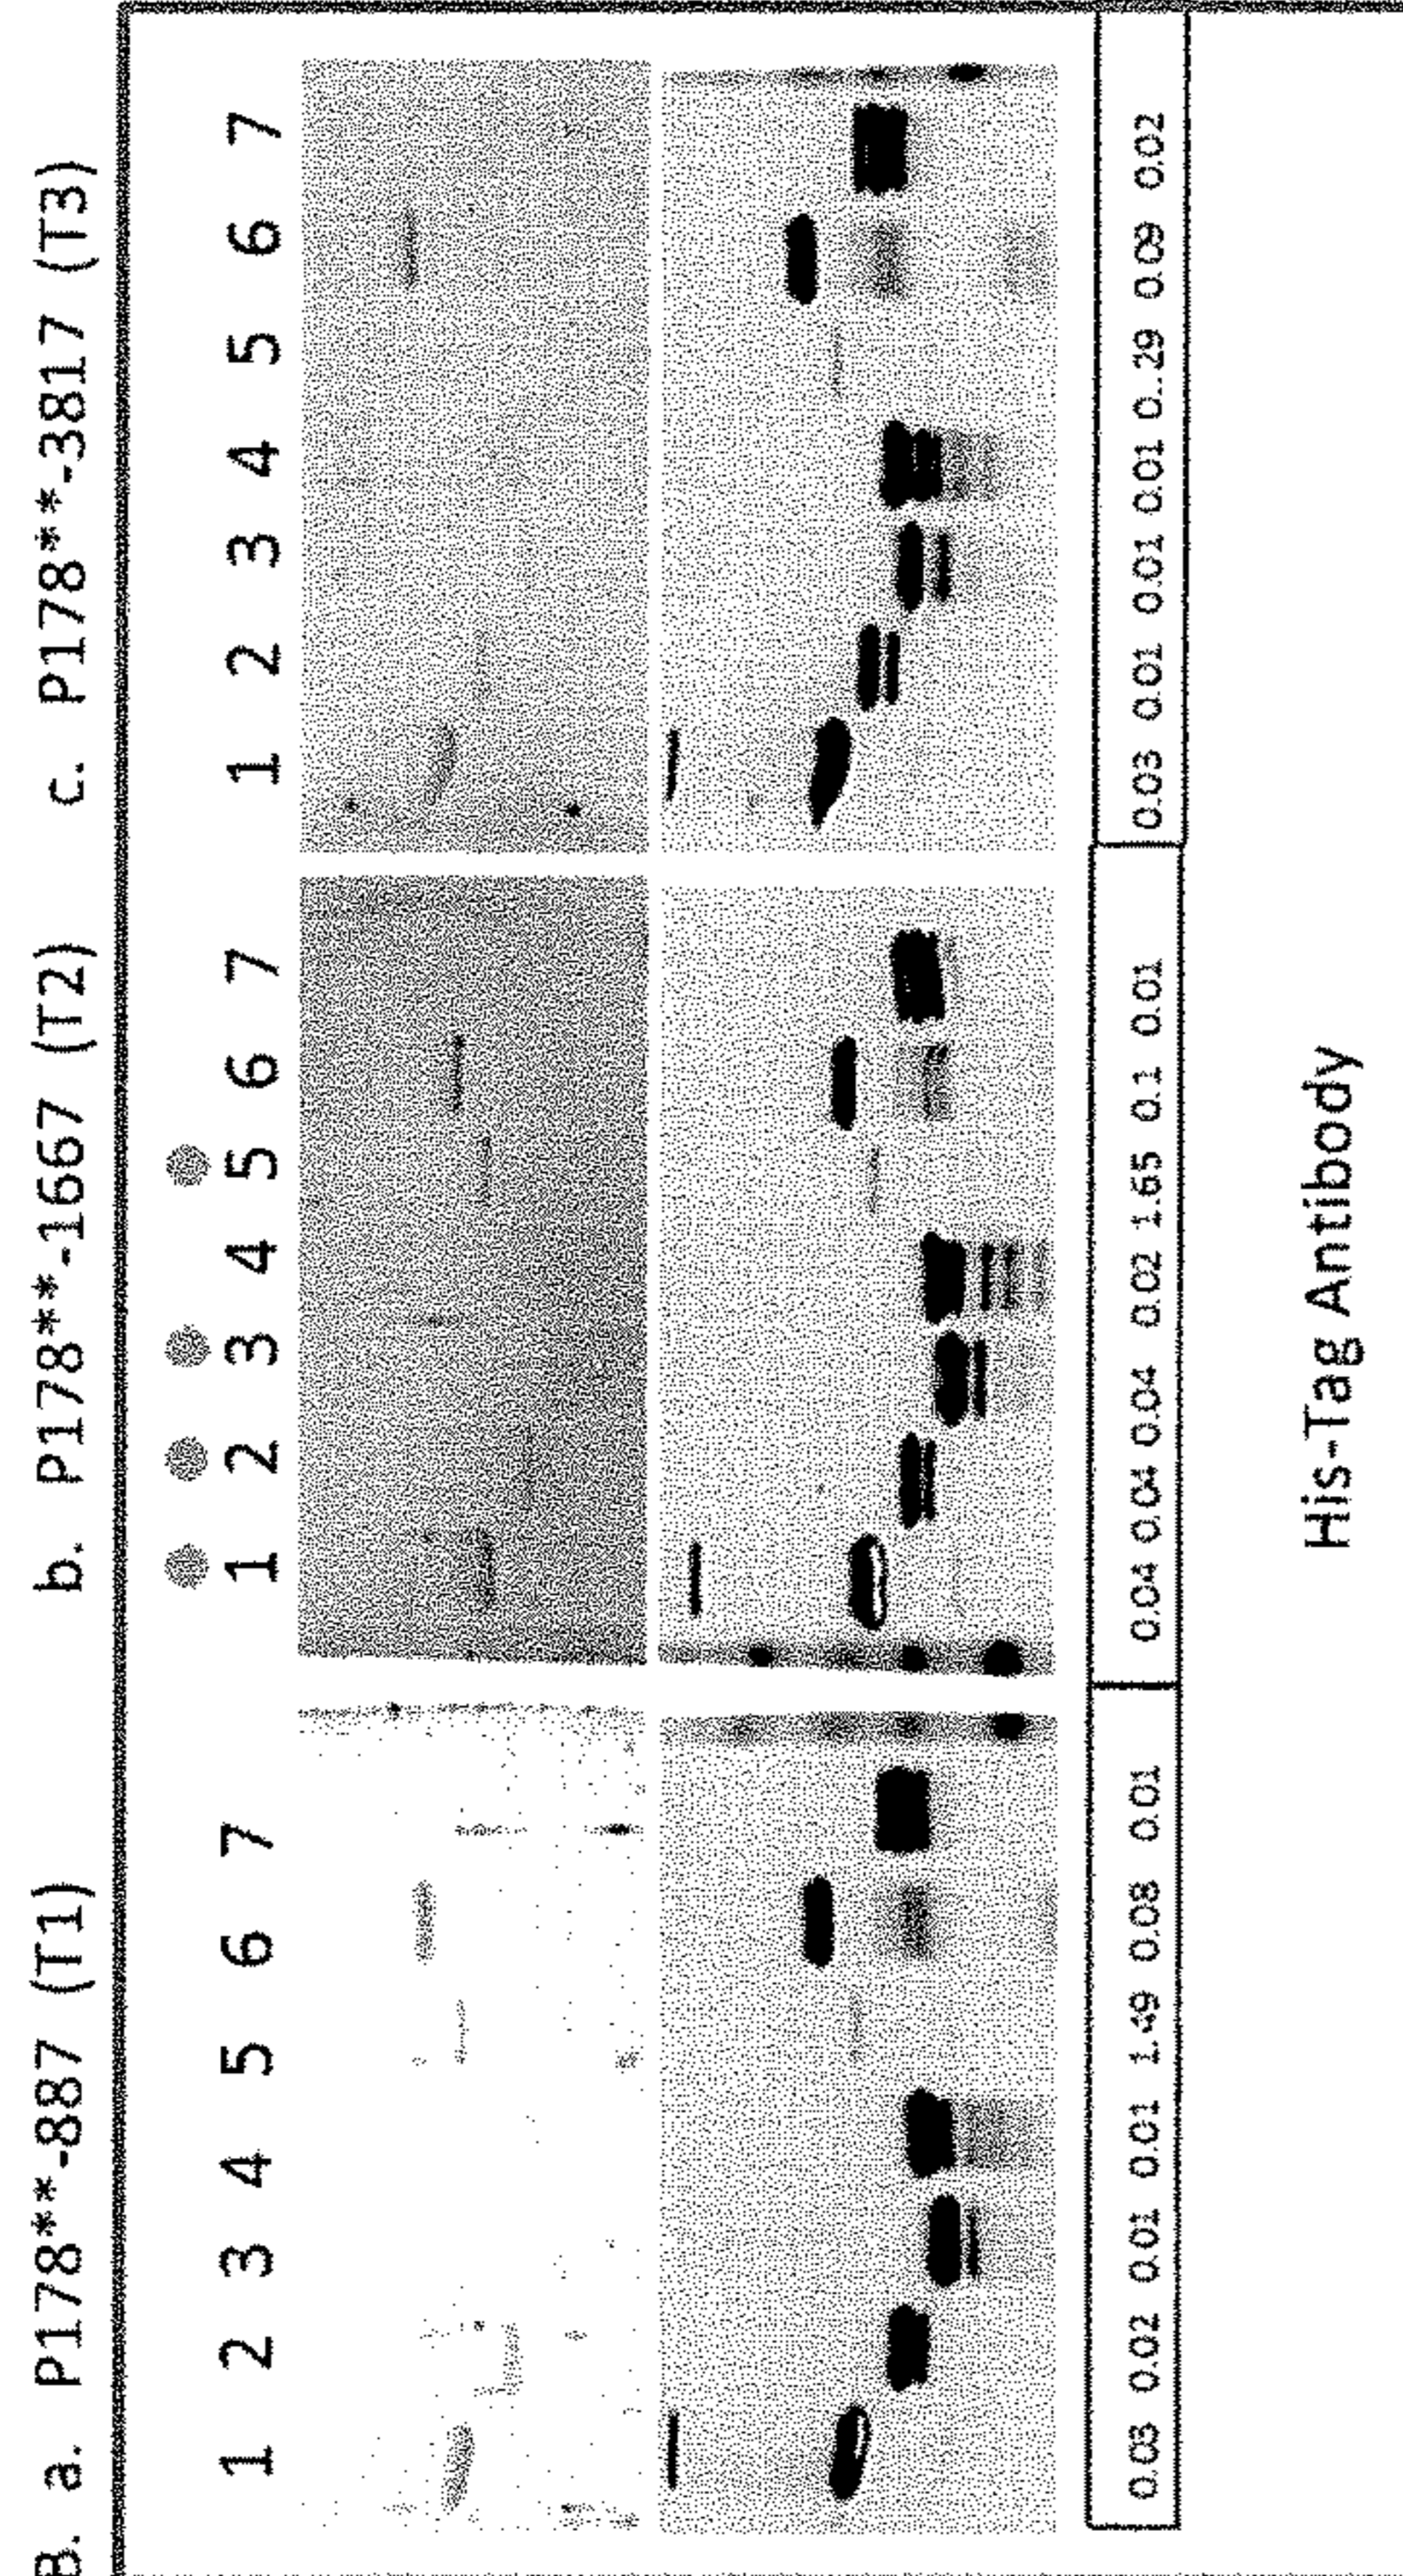 B. a. P178**-887 (T1) b. P178**-1667 (T2) c. P178**-3817 (T3)
1 2 3 4 5 6 7 1 2 3 4 5 6 7 1 2 3 4 5 6 7
0.03 0.02 0.01 0.01 1.49 0.08 0.01 0.04 0.04 0.04 0.02 1.65 0.1 0.01 0.03 0.01 0.01 0.01 0..29 0.09 0.02
His-Tag Antibody